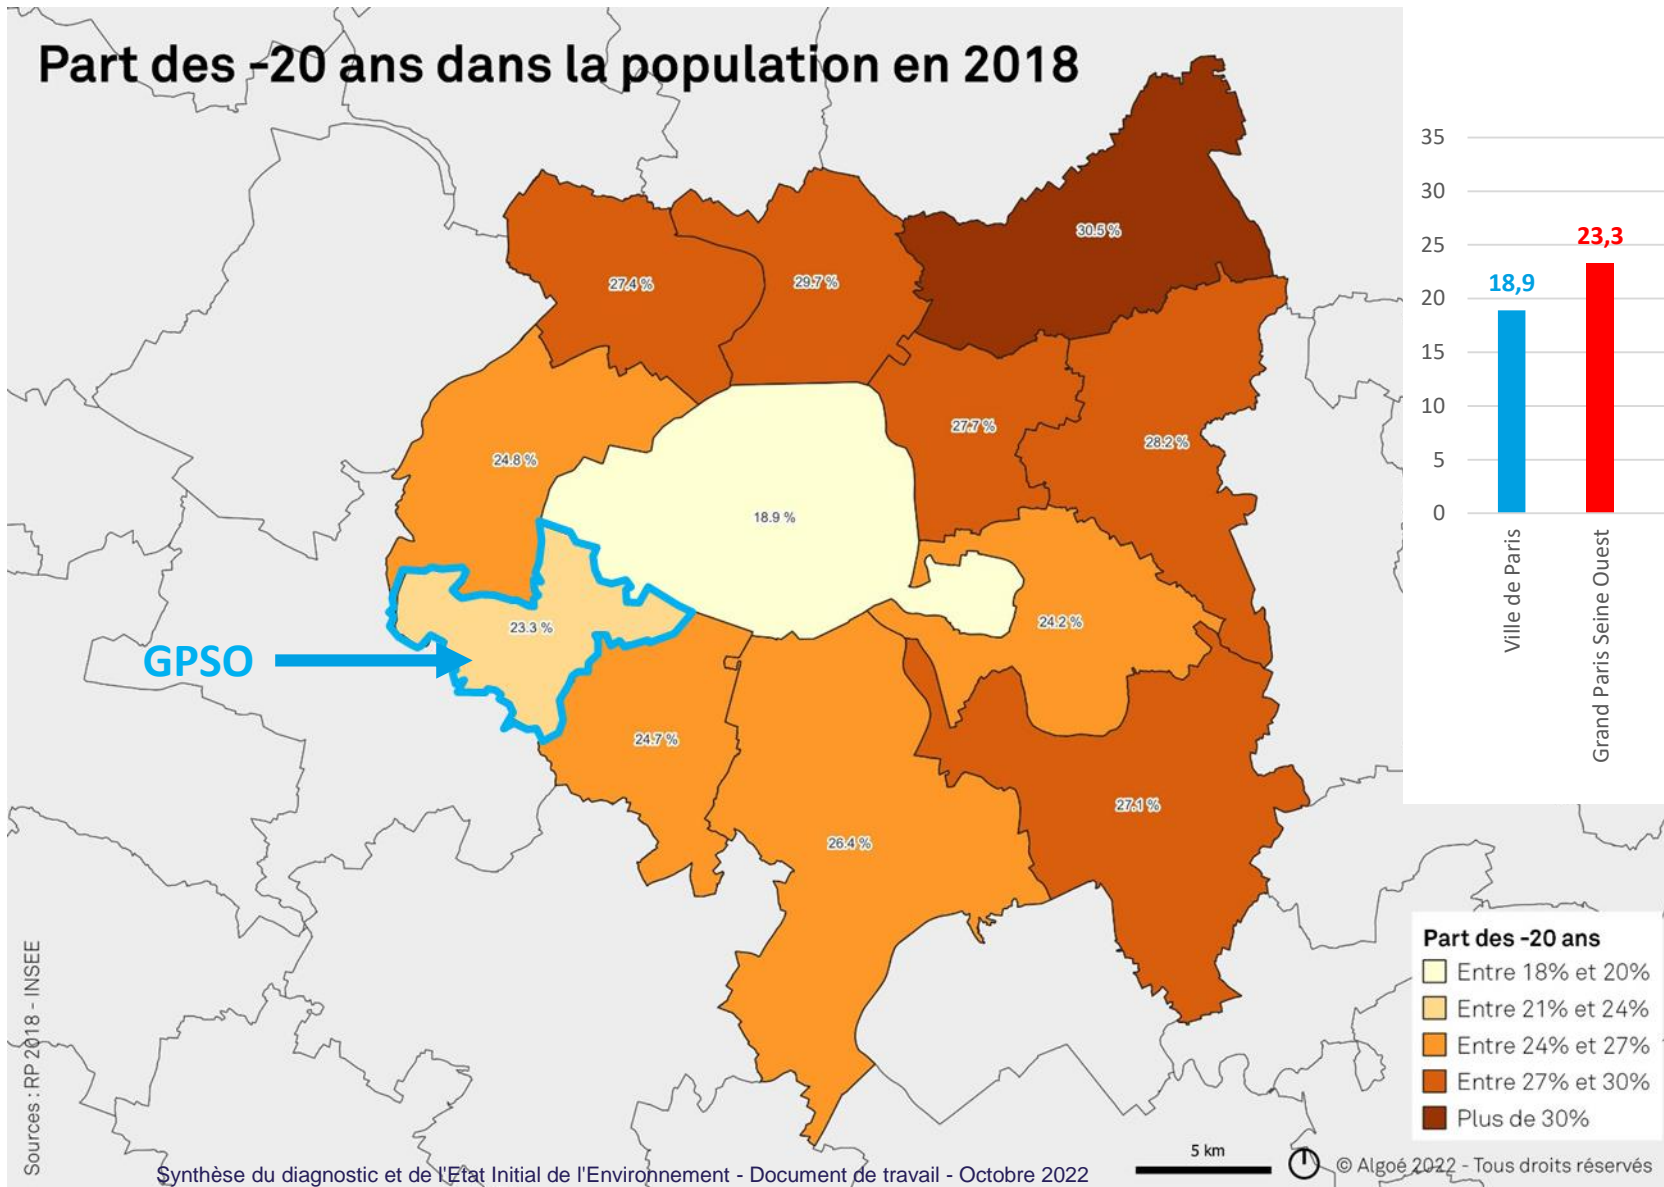 Part des -20 ans dans la population en 2018
35
30
25
20
15
10
5
0
18,9
23,3
Ville de Paris
Grand Paris Seine Ouest
30.5 %
27.4 %
29.7 %
27.7 %
28.2 %
24.8 %
18.9 %
23.3 %
24.2 %
GPSO
24.7 %
27.1 %
26.4 %
Part des -20 ans
Entre 18% et 20%
Entre 21% et 24%
Entre 24% et 27%
Entre 27% et 30%
Plus de 30%
Sources : RP 2018 - INSEE
5 km
© Algoé 2022 - Tous droits réservés
Synthèse du diagnostic et de l'Etat Initial de l'Environnement - Document de travail - Octobre 2022